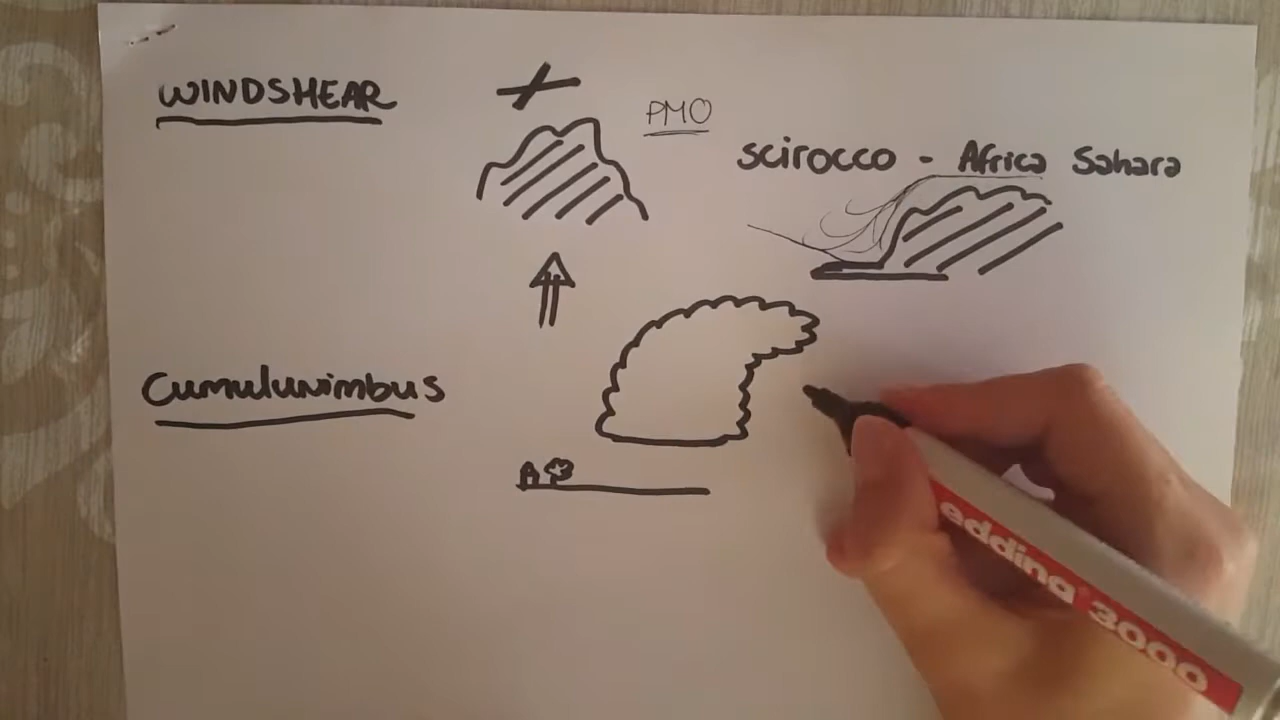 WINDSHEAR
PMO
scirocco - Africa Sahara
Cumulunimbus
edding 3000